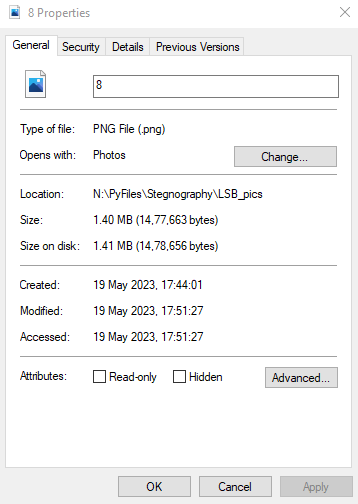 8 Properties
General Security Details Previous Versions
8
Type of file: PNG File (.png)
Opens with: Photos Change...
Location: N:\PyFiles\Stegnography\LSB_pics
Size: 1.40 MB (14,77,663 bytes)
Size on disk: 1.41 MB (14,78,656 bytes)
Created: 19 May 2023, 17:44:01
Modified: 19 May 2023, 17:51:27
Accessed: 19 May 2023, 17:51:27
Attributes: Read-only Hidden Advanced...
OK Cancel Apply